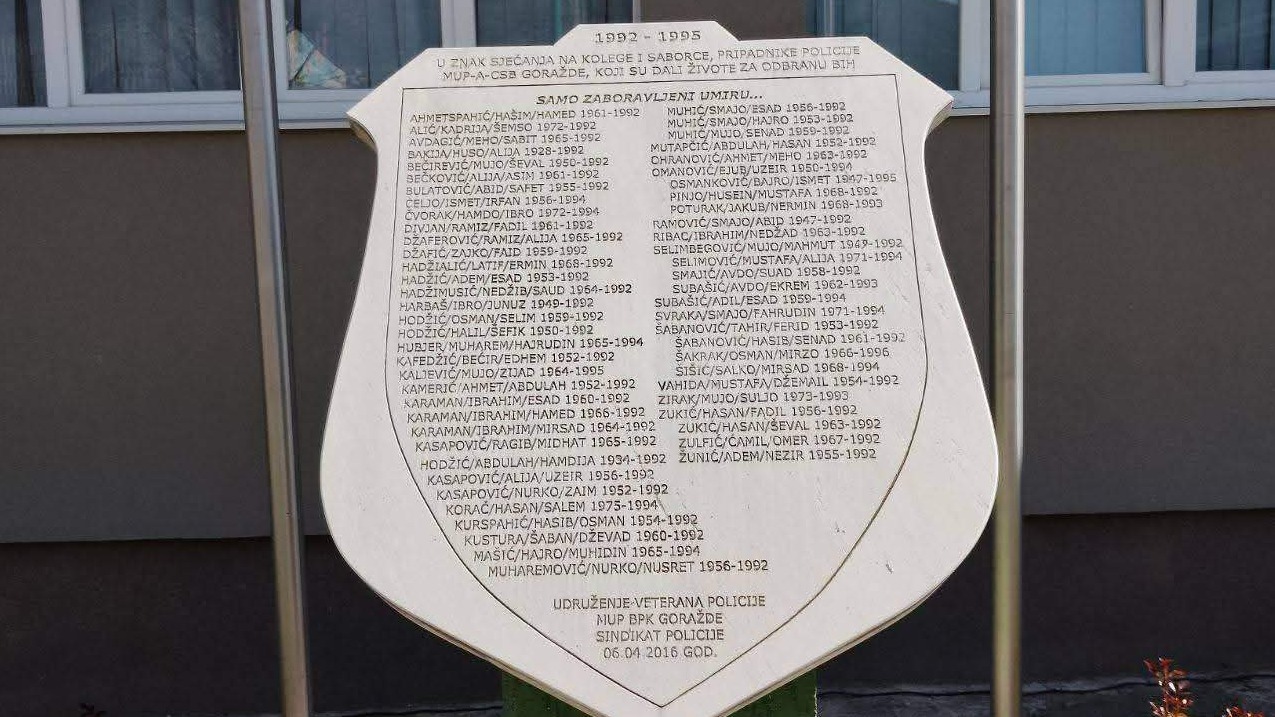 1992 - 1995
U ZNAK SJEĆANJA NA KOLEGE I SABORCE, PRIPADNIKE POLICIJE
MUP-A-CSB GORAŽDE, KOJI SU DALI ŽIVOTE ZA ODBRANU BIH
SAMO ZABORAVLJENI UMIRU...
AHMETSPAHIĆ/HAŠIM/HAMED 1961-1992
ALIĆ/KADRIJA/ŠEMSO 1972-1992
AVDAGIĆ/MEHO/SABIT 1965-1992
BAKIJA/HUSO/ALIJA 1928-1992
BEĆIREVIĆ/MUJO/ŠEVAL 1950-1992
BEČKOVIĆ/ALIJA/ASIM 1961-1992
BULATOVIĆ/ABID/SAFET 1955-1992
ČELJO/ISMET/IRFAN 1956-1994
ČVORAK/HAMDO/IBRO 1972-1994
DIVJAN/RAMIZ/FADIL 1961-1992
DŽAFEROVIĆ/RAMIZ/ALIJA 1965-1992
DŽAFIĆ/ZAJKO/FAID 1959-1992
HADŽIALIĆ/LATIF/ERMIN 1968-1992
HADŽIĆ/ADEM/ESAD 1953-1992
HADŽIMUSIĆ/NEDŽIB/SAUD 1964-1992
HARBAŠ/IBRO/JUNUZ 1949-1992
HODŽIĆ/OSMAN/SELIM 1959-1992
HODŽIĆ/HALIL/ŠEFIK 1950-1992
HUBJER/MUHAREM/HAJRUDIN 1965-1994
KAFEDŽIĆ/BEĆIR/EDHEM 1952-1992
KALJEVIĆ/MUJO/ZIJAD 1964-1995
KAMERIĆ/AHMET/ABDULAH 1952-1992
KARAMAN/IBRAHIM/ESAD 1960-1992
KARAMAN/IBRAHIM/HAMED 1966-1992
KARAMAN/IBRAHIM/MIRSAD 1964-1992
KASAPOVIĆ/RAGIB/MIDHAT 1965-1992
HODŽIĆ/ABDULAH/HAMDIJA 1934-1992
KASAPOVIĆ/ALIJA/UZEIR 1956-1992
KASAPOVIĆ/NURKO/ZAIM 1952-1992
KORAĆ/HASAN/SALEM 1975-1994
KURSPAHIĆ/HASIB/OSMAN 1954-1992
KUSTURA/ŠABAN/DŽEVAD 1960-1992
MAŠIĆ/HAJRO/MUHIDIN 1965-1994
MUHAREMOVIĆ/NURKO/NUSRET 1956-1992
MUHIĆ/SMAJO/ESAD 1956-1992
MUHIĆ/SMAJO/HAJRO 1953-1992
MUHIĆ/MUJO/SENAD 1959-1992
MUTAPČIĆ/ABDULAH/HASAN 1952-1992
OHRANOVIĆ/AHMET/MEHO 1963-1992
OMANOVIĆ/EJUB/UZEIR 1950-1994
OSMANKOVIĆ/BAJRO/ISMET 1947-1995
PINJO/HUSEIN/MUSTAFA 1968-1992
POTURAK/JAKUB/NERMIN 1968-1993
RAMOVIĆ/SMAJO/ABID 1947-1992
RIBAC/IBRAHIM/NEDŽAD 1963-1992
SELIMBEGOVIĆ/MUJO/MAHMUT 1949-1992
SELIMOVIĆ/MUSTAFA/ALIJA 1971-1994
SMAJIĆ/AVDO/SUAD 1958-1992
SUBAŠIĆ/AVDO/EKREM 1962-1993
SUBAŠIĆ/ADIL/ESAD 1959-1994
SVRAKA/SMAJO/FAHRUDIN 1971-1994
ŠABANOVIĆ/TAHIR/FERID 1953-1992
ŠABANOVIĆ/HASIB/SENAD 1961-1992
ŠAKRAK/OSMAN/MIRZO 1966-1996
ŠIŠIĆ/SALKO/MIRSAD 1968-1994
VAHIDA/MUSTAFA/DŽEMAIL 1954-1992
ZIRAK/MUJO/SULJO 1973-1993
ZUKIĆ/HASAN/FADIL 1956-1992
ZUKIĆ/HASAN/ŠEVAL 1963-1992
ZULFIĆ/ĆAMIL/OMER 1967-1992
ŽUNIĆ/ADEM/NEZIR 1955-1992
UDRUŽENJE-VETERANA POLICIJE
MUP BPK GORAŽDE
SINDIKAT POLICIJE
06.04 2016 GOD.